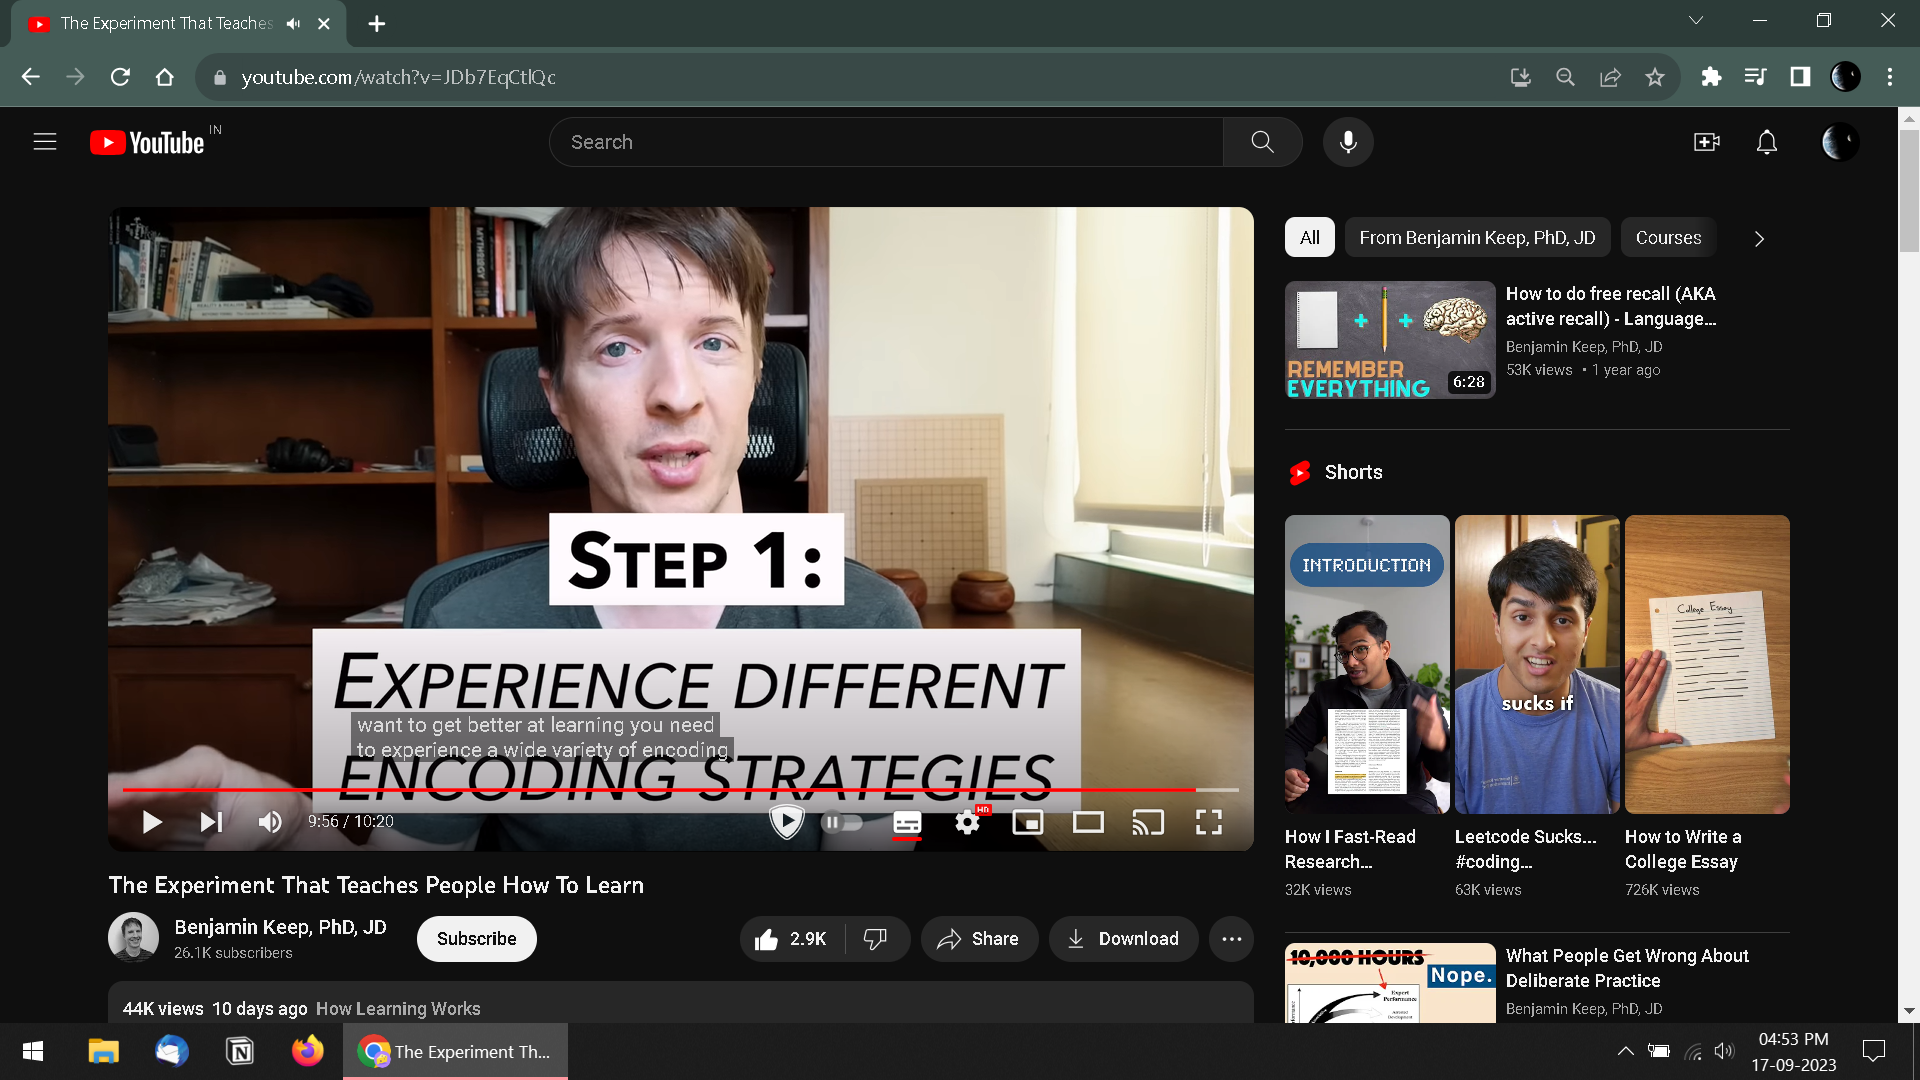 The Experiment That Teaches
youtube.com/watch?v=JDb7EqCtlQc
YouTube IN
Search
All
From Benjamin Keep, PhD, JD
Courses
STEP 1:
EXPERIENCE DIFFERENT
ENCODING STRATEGIES
want to get better at learning you need
to experience a wide variety of encoding
HD
9:56 / 10:20
The Experiment That Teaches People How To Learn
Benjamin Keep, PhD, JD
26.1K subscribers
Subscribe
2.9K
Share
Download
44K views 10 days ago How Learning Works
REMEMBER
EVERYTHING
6:28
How to do free recall (AKA
active recall) - Language...
Benjamin Keep, PhD, JD
53K views • 1 year ago
Shorts
INTRODUCTION
sucks if
College Essay
How I Fast-Read
Research...
32K views
Leetcode Sucks...
#coding...
63K views
How to Write a
College Essay
726K views
10,000 HOURS
Nope.
Expert
Performance
What People Get Wrong About
Deliberate Practice
Benjamin Keep, PhD, JD
The Experiment Th...
04:53 PM
17-09-2023